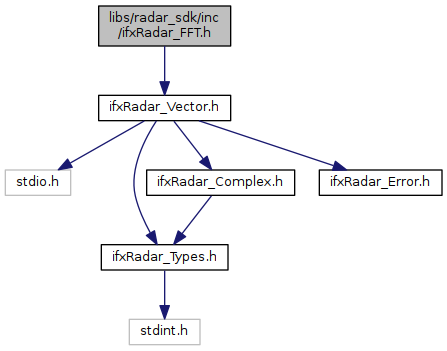 libs/radar_sdk/inc
/ifxRadar_FFT.h
ifxRadar_Vector.h
stdio.h
ifxRadar_Complex.h
ifxRadar_Error.h
ifxRadar_Types.h
stdint.h